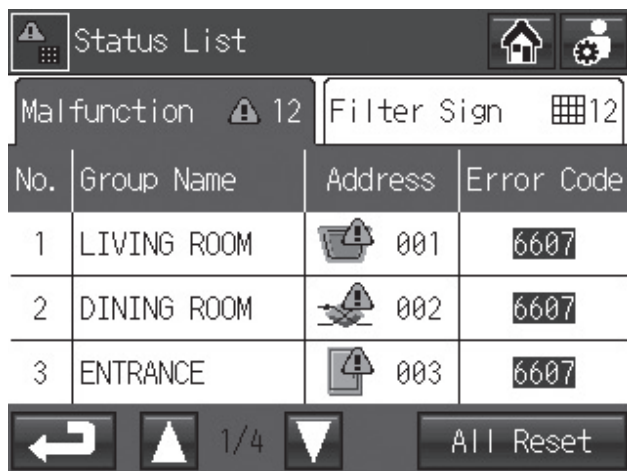 Status List
Malfunction 12 Filter Sign 12
No. Group Name Address Error Code
1 LIVING ROOM 001 6607
2 DINING ROOM 002 6607
3 ENTRANCE 003 6607
1/4 All Reset